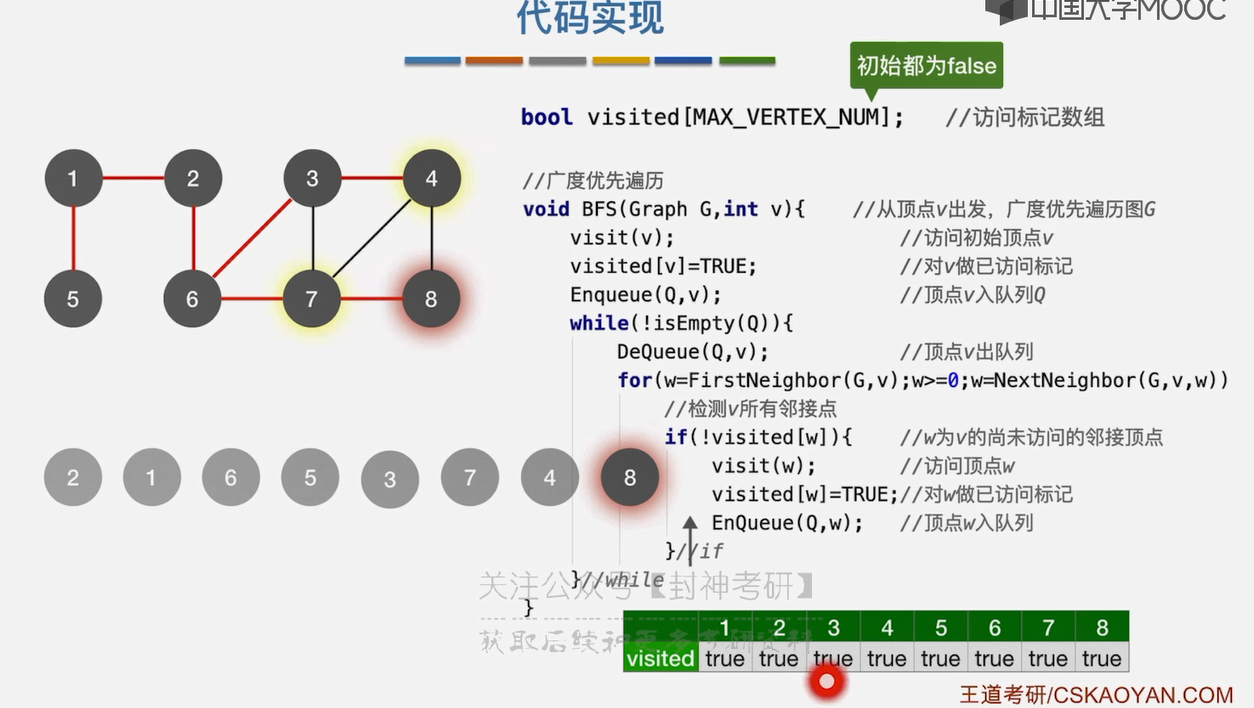 代码实现
中国大学MOOC
初始都为false
bool visited[MAX_VERTEX_NUM]; //访问标记数组
//广度优先遍历
void BFS(Graph G,int v){ //从顶点v出发，广度优先遍历图G
visit(v); //访问初始顶点v
visited[v]=TRUE; //对v做已访问标记
Enqueue(Q,v); //顶点v入队列Q
while(!isEmpty(Q)){
DeQueue(Q,v); //顶点v出队列
for(w=FirstNeighbor(G,v);w>=0;w=NextNeighbor(G,v,w))
//检测v所有邻接点
if(!visited[w]){ //w为v的尚未访问的邻接顶点
visit(w); //访问顶点w
visited[w]=TRUE;//对w做已访问标记
EnQueue(Q,w); //顶点w入队列
}//if
}//while
}
1 2 3 4
5 6 7 8
2 1 6 5 3 7 4 8
关注公众号【封神考研】
获取后续和更多考研资料
1 2 3 4 5 6 7 8
visited true true true true true true true true
王道考研/CSKAOYAN.COM